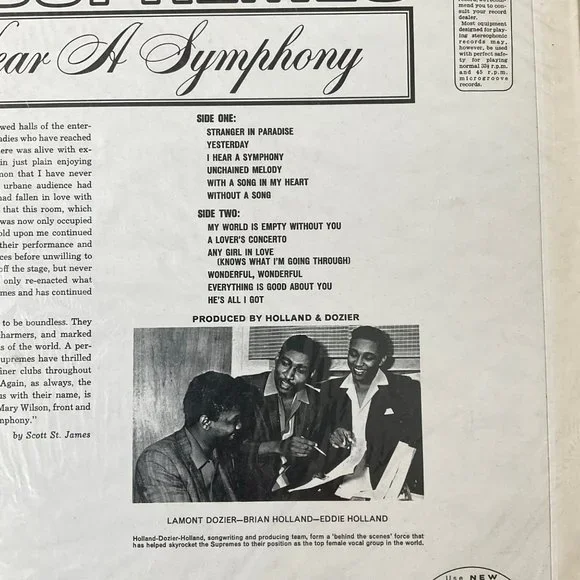 Hear A Symphony
mend you to con-
sult your record
dealer.
Most equipment
designed for play-
ing stereophonic
records may,
however, be used
with perfect safe-
ty for playing
normal 33⅓ r.p.m.
and 45 r.p.m.
microgroove
records.
wed halls of the enter-
adies who have reached
ere was alive with ex-
in just plain enjoying
mon that I have never
urbane audience had
had fallen in love with
that this room, which
was now only occupied
old upon me continued
their performance and
ces before unwilling to
off the stage, but never
only re-enacted what
mes and has continued
to be boundless. They
harmers, and marked
s of the world. A per-
upremes have thrilled
iner clubs throughout
Again, as always, the
us with their name, is
Mary Wilson, front and
mphony."
by Scott St. James
SIDE ONE:
STRANGER IN PARADISE
YESTERDAY
I HEAR A SYMPHONY
UNCHAINED MELODY
WITH A SONG IN MY HEART
WITHOUT A SONG
SIDE TWO:
MY WORLD IS EMPTY WITHOUT YOU
A LOVER'S CONCERTO
ANY GIRL IN LOVE
(KNOWS WHAT I'M GOING THROUGH)
WONDERFUL, WONDERFUL
EVERYTHING IS GOOD ABOUT YOU
HE'S ALL I GOT
PRODUCED BY HOLLAND & DOZIER
LAMONT DOZIER—BRIAN HOLLAND—EDDIE HOLLAND
Holland-Dozier-Holland, songwriting and producing team, form a 'behind the scenes' force that
has helped skyrocket the Supremes to their position as the top female vocal group in the world.
Use NEW